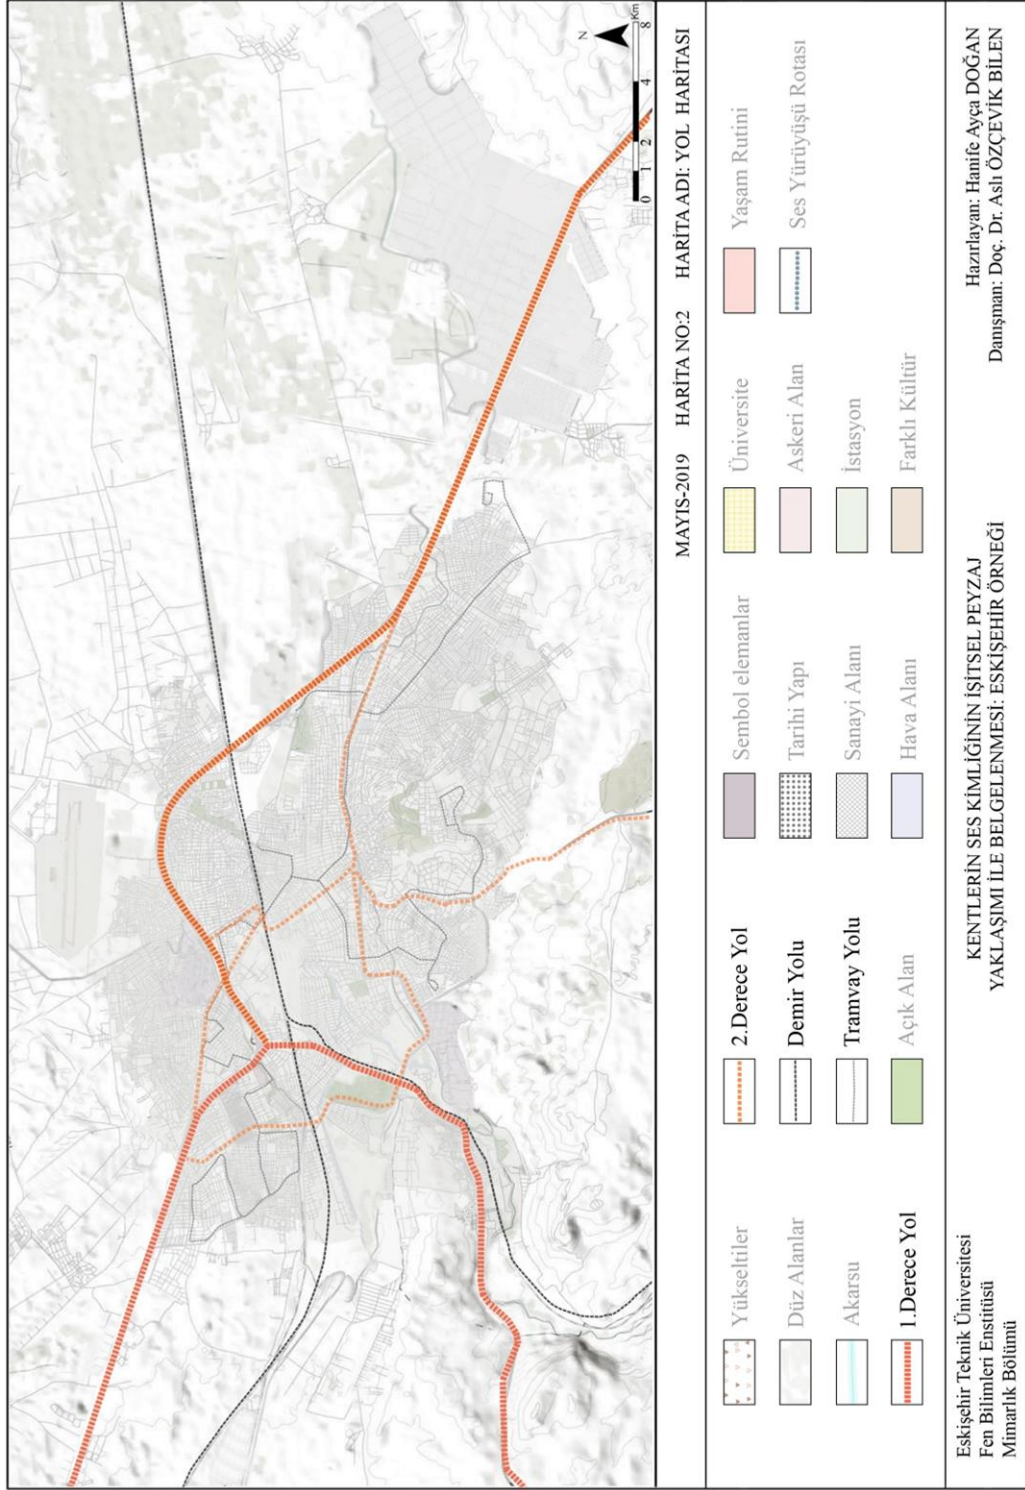 N
0 1 2 4 8 Km
MAYIS-2019 HARİTA NO:2 HARİTA ADI: YOL HARİTASI
Yükseltiler
Düz Alanlar
Akarsu
1.Derece Yol
2.Derece Yol
Demir Yolu
Tramvay Yolu
Açık Alan
Sembol elemanlar
Tarihi Yapı
Sanayi Alanı
Hava Alanı
Üniversite
Askeri Alan
İstasyon
Farklı Kültür
Yaşam Rutini
Ses Yürüyüşü Rotası
Eskişehir Teknik Üniversitesi
Fen Bilimleri Enstitüsü
Mimarlık Bölümü
KENTLERİN SES KİMLİĞİNİN İŞİTSEL PEYZAJ
YAKLAŞIMI İLE BELGELENMESİ: ESKİŞEHİR ÖRNEĞİ
Hazırlayan: Hanife Ayça DOĞAN
Danışman: Doç. Dr. Aslı ÖZÇEVİK BİLEN